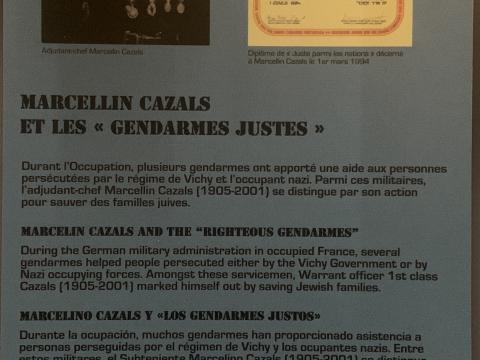 Adjudant-chef Marcellin Cazals
Diplôme de « Juste parmi les nations » décerné
à Marcellin Cazals le 1er mars 1994
MARCELLIN CAZALS
ET LES « GENDARMES JUSTES »
Durant l'Occupation, plusieurs gendarmes ont apporté une aide aux personnes
persécutées par le régime de Vichy et l'occupant nazi. Parmi ces militaires,
l'adjudant-chef Marcellin Cazals (1905-2001) se distingue par son action
pour sauver des familles juives.
MARCELIN CAZALS AND THE “RIGHTEOUS GENDARMES”
During the German military administration in occupied France, several
gendarmes helped people persecuted either by the Vichy Government or by
Nazi occupying forces. Amongst these servicemen, Warrant officer 1st class
Cazals (1905-2001) marked himself out by saving Jewish families.
MARCELINO CAZALS Y «LOS GENDARMES JUSTOS»
Durante la ocupación, muchos gendarmes han proporcionado asistencia a
personas perseguidas por el régimen de Vichy y los ocupantes nazis. Entre
estos militares, el Subteniente Marcelino Cazals (1905-2001) se distingue